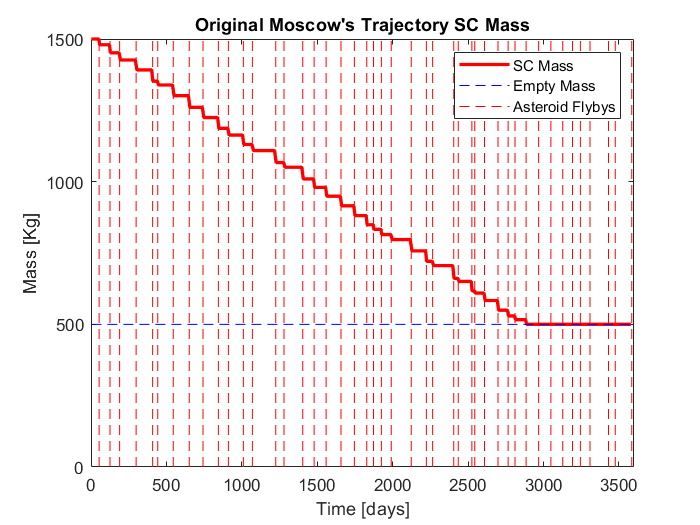 Original Moscow's Trajectory SC Mass
1500
SC Mass
Empty Mass
Asteroid Flybys
1000
Mass [Kg]
500
0
0 500 1000 1500 2000 2500 3000 3500
Time [days]